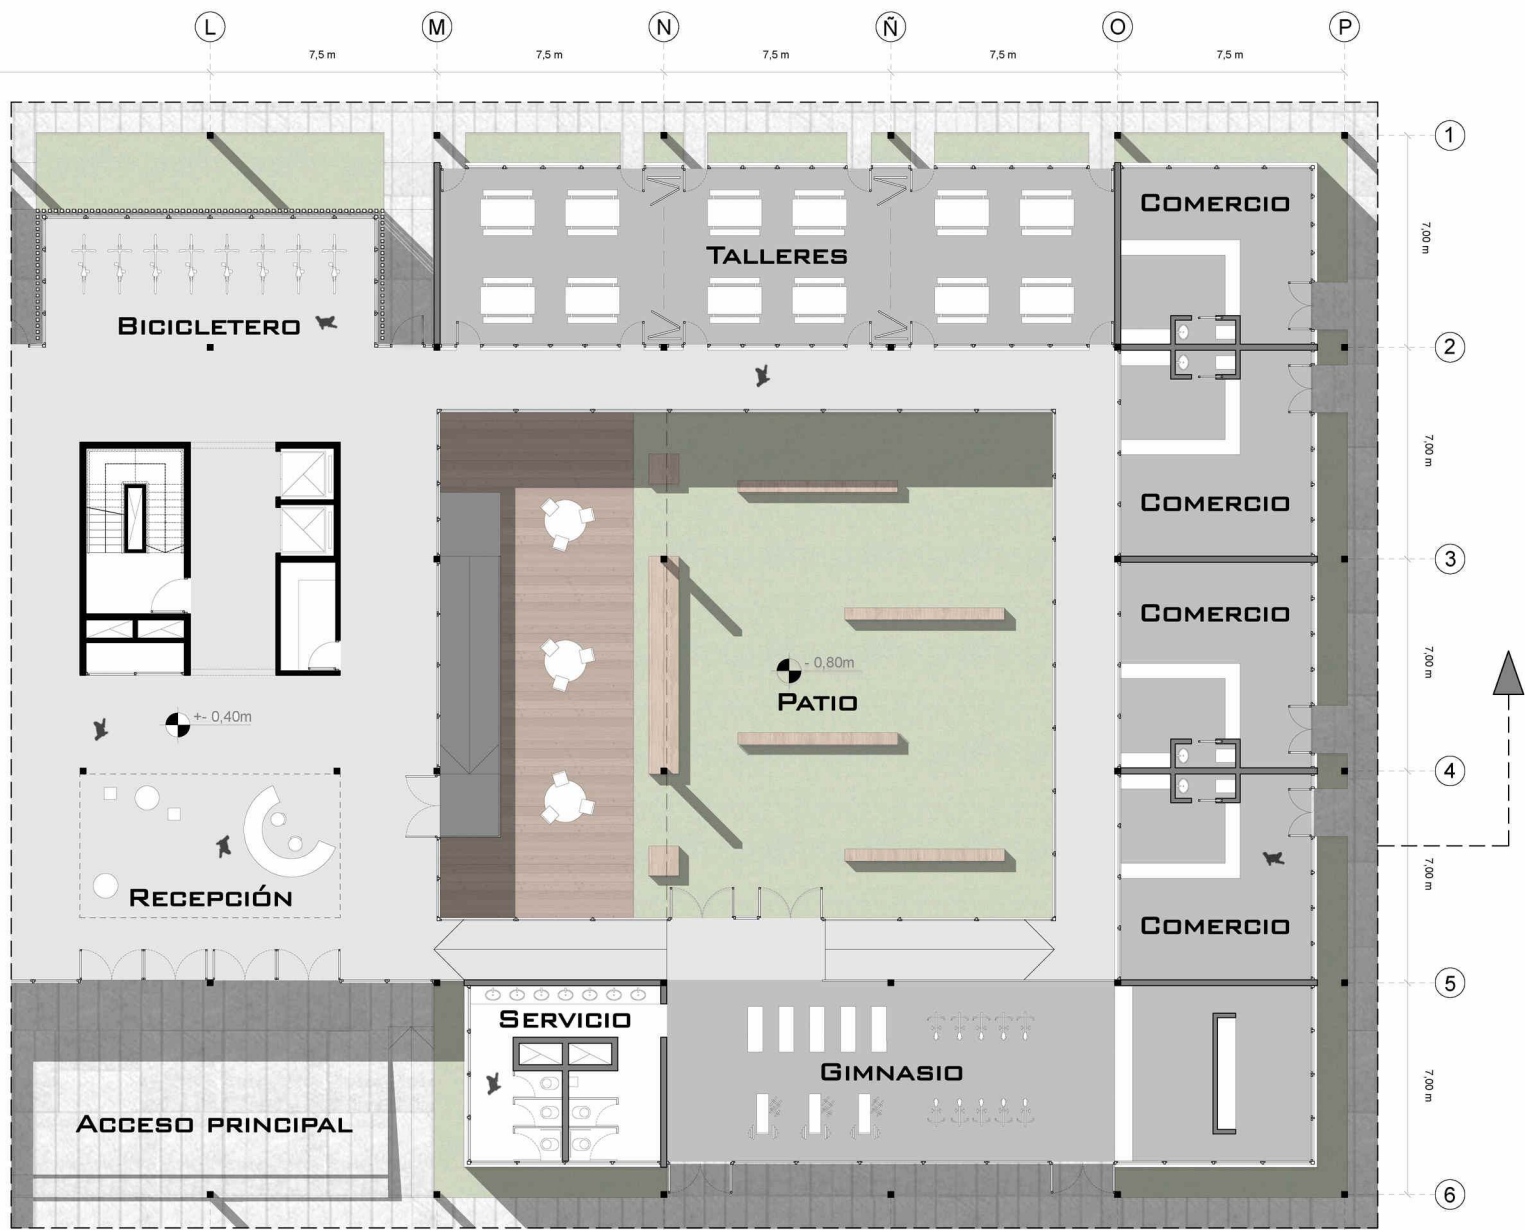 L M N Ñ O P
7,5 m 7,5 m 7,5 m 7,5 m 7,5 m
1
COMERCIO
7,00 m
TALLERES
BICICLETERO
2
7,00 m
COMERCIO
3
COMERCIO
7,00 m
- 0,80m
PATIO
+- 0,40m
4
7,00 m
RECEPCIÓN
COMERCIO
5
SERVICIO
GIMNASIO
7,00 m
ACCESO PRINCIPAL
6